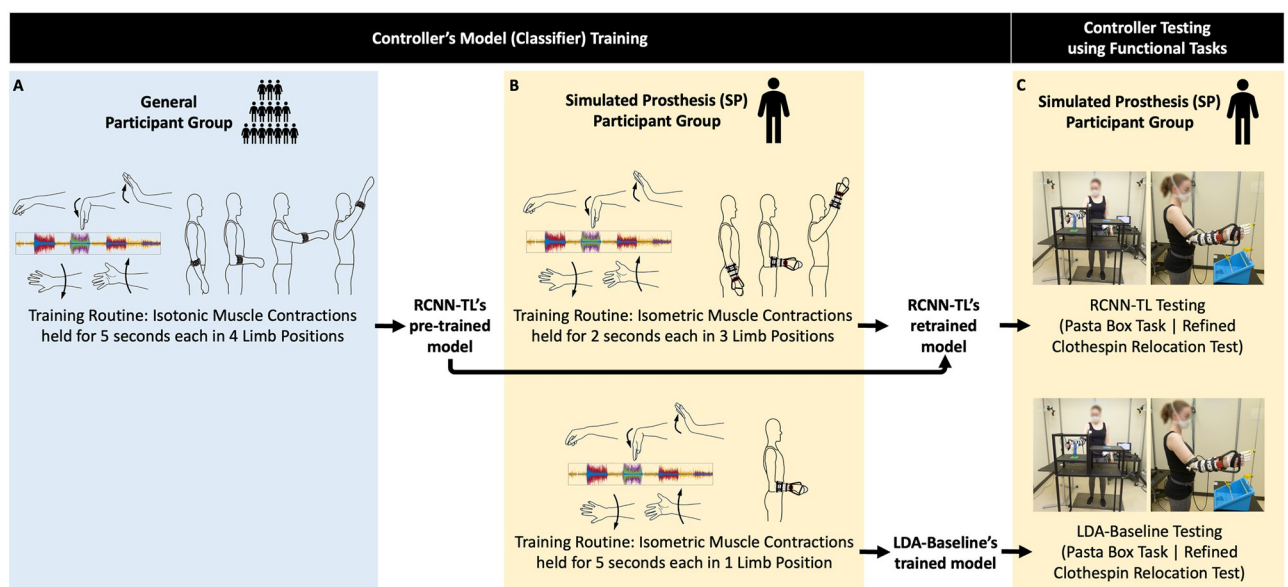 Controller's Model (Classifier) Training
Controller Testing
using Functional Tasks
A
General
Participant Group
Training Routine: Isotonic Muscle Contractions
held for 5 seconds each in 4 Limb Positions
RCNN-TL's
pre-trained
model
B
Simulated Prosthesis (SP)
Participant Group
Training Routine: Isometric Muscle Contractions
held for 2 seconds each in 3 Limb Positions
RCNN-TL's
retrained
model
Training Routine: Isometric Muscle Contractions
held for 5 seconds each in 1 Limb Position
LDA-Baseline's
trained model
C
Simulated Prosthesis (SP)
Participant Group
RCNN-TL Testing
(Pasta Box Task | Refined
Clothespin Relocation Test)
LDA-Baseline Testing
(Pasta Box Task | Refined
Clothespin Relocation Test)